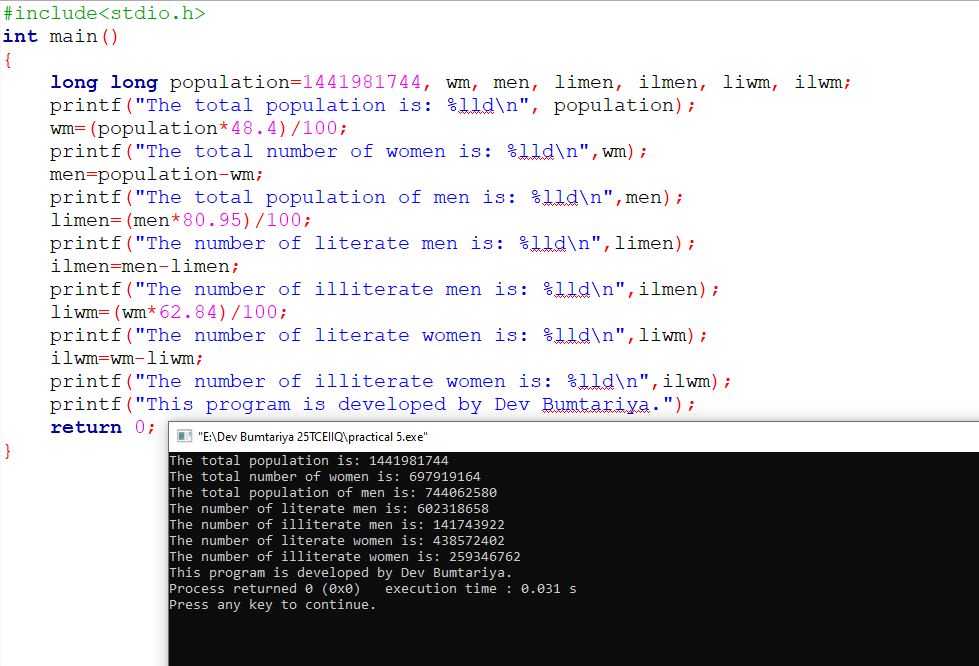 #include<stdio.h>
int main()
{
    long long population=1441981744, wm, men, limen, ilmen, liwm, ilwm;
    printf("The total population is: %lld\n", population);
    wm=(population*48.4)/100;
    printf("The total number of women is: %lld\n",wm);
    men=population-wm;
    printf("The total population of men is: %lld\n",men);
    limen=(men*80.95)/100;
    printf("The number of literate men is: %lld\n",limen);
    ilmen=men-limen;
    printf("The number of illiterate men is: %lld\n",ilmen);
    liwm=(wm*62.84)/100;
    printf("The number of literate women is: %lld\n",liwm);
    ilwm=wm-liwm;
    printf("The number of illiterate women is: %lld\n",ilwm);
    printf("This program is developed by Dev Bumtariya.");
    return 0;
}
"E:\Dev Bumtariya 25TCEIIQ\practical 5.exe"
The total population is: 1441981744
The total number of women is: 697919164
The total population of men is: 744062580
The number of literate men is: 602318658
The number of illiterate men is: 141743922
The number of literate women is: 438572402
The number of illiterate women is: 259346762
This program is developed by Dev Bumtariya.
Process returned 0 (0x0)   execution time : 0.031 s
Press any key to continue.